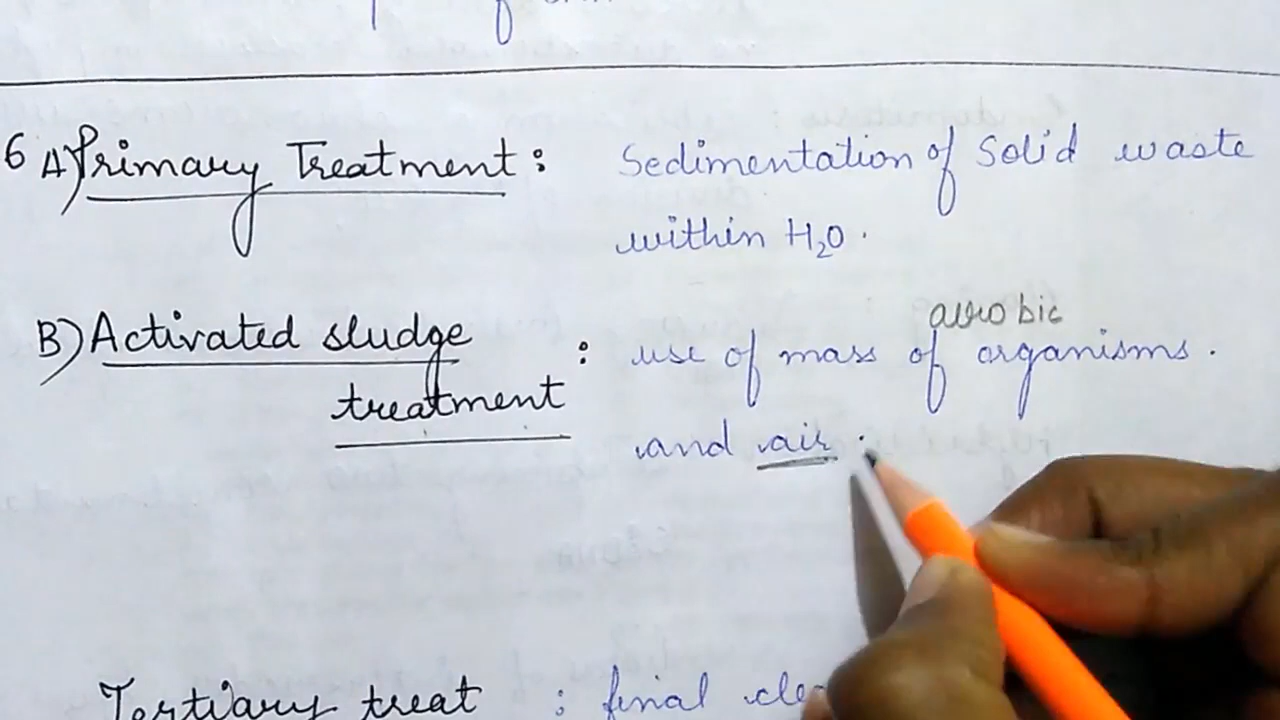 6 A) Primary Treatment : Sedimentation of Solid waste
within H₂O .
aerobic
B) Activated sludge : use of mass of organisms .
treatment
and air .
Tertiary treat : final